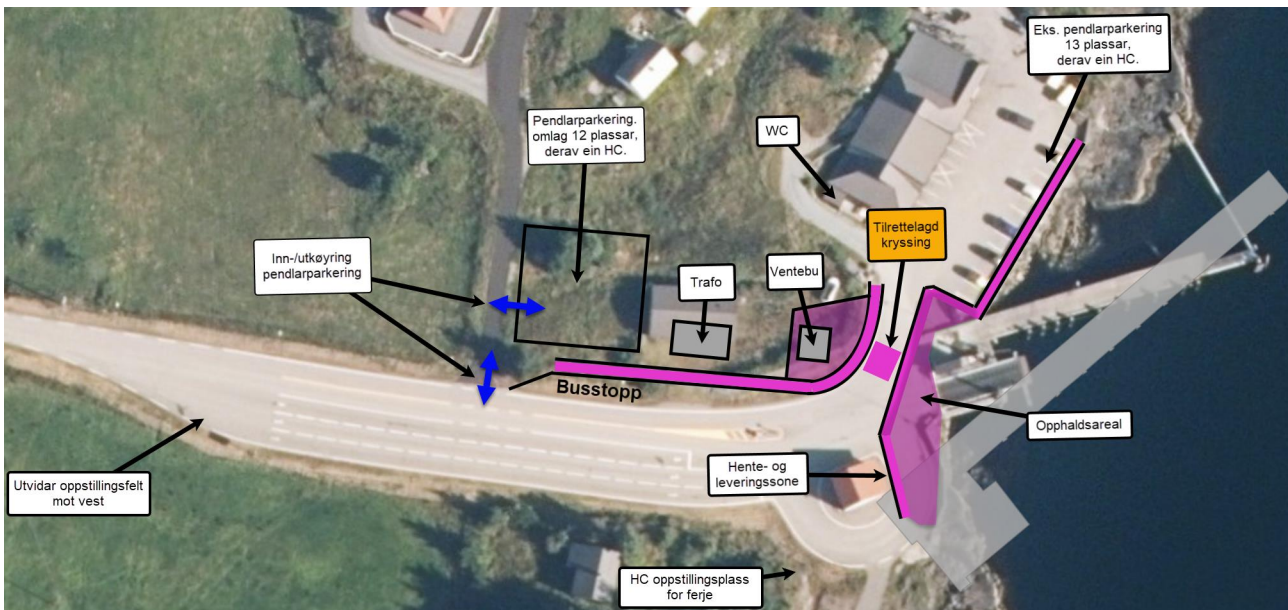 Eks. pendlarparkering
13 plassar,
derav ein HC.
Pendlarparkering.
omlag 12 plassar,
derav ein HC.
WC
Tilrettelagd
kryssing
Inn-/utkøyring
pendlarparkering
Trafo
Ventebu
Busstopp
Opphaldsareal
Utvidar oppstillingsfelt
mot vest
Hente- og
leveringssone
HC oppstillingsplass
for ferje